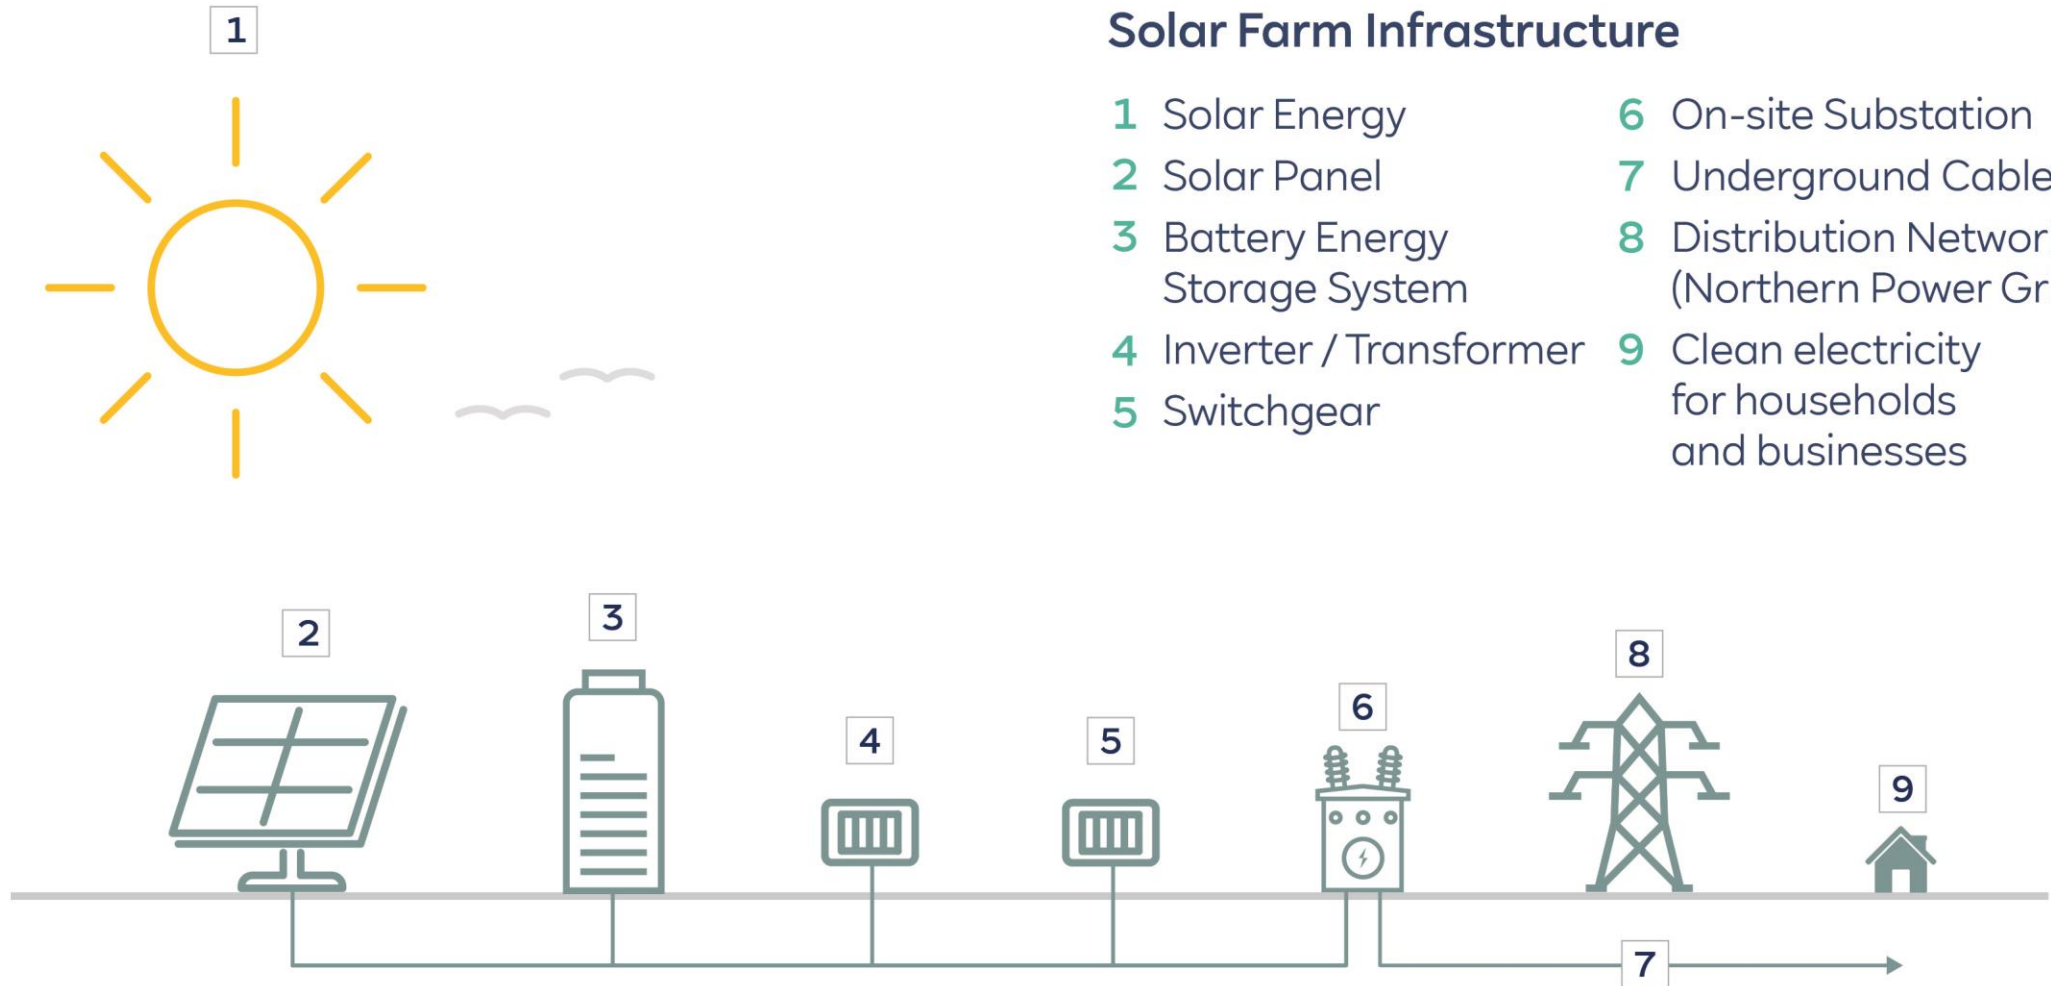 1
Solar Farm Infrastructure
1 Solar Energy
2 Solar Panel
3 Battery Energy
Storage System
4 Inverter / Transformer
5 Switchgear
6 On-site Substation
7 Underground Cable
8 Distribution Networ
(Northern Power Gr
9 Clean electricity
for households
and businesses
2
3
4
5
6
8
9
7